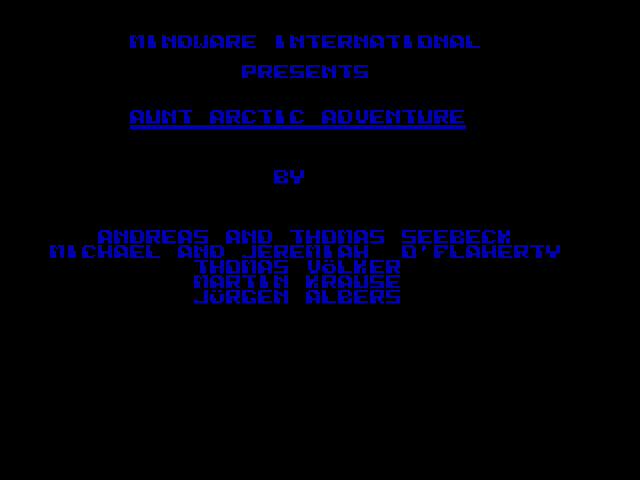 MINDWARE INTERNATIONAL
PRESENTS
AUNT ARCTIC ADVENTURE
BY
ANDREAS AND THOMAS SEEBECK
MICHAEL AND JEREMIAH O'FLAHERTY
THOMAS VÖLKER
MARTIN KRAUSE
JÜRGEN ALBERS